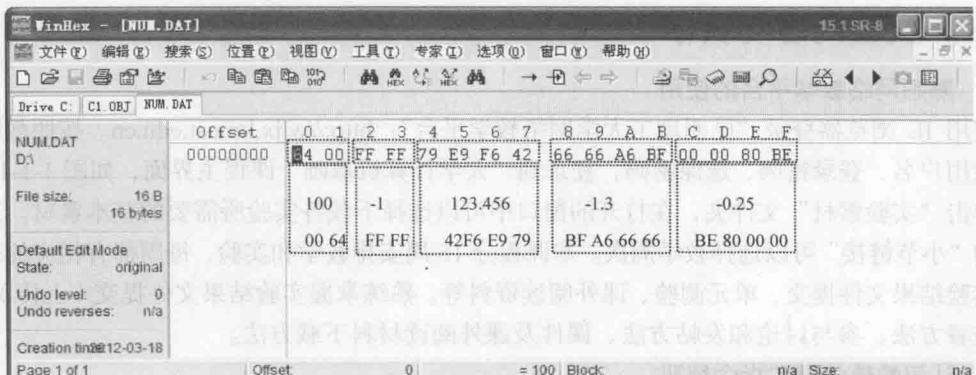 WinHex - [NUM.DAT] 15.1 SR-8
文件(F) 编辑(E) 搜索(S) 位置(P) 视图(V) 工具(T) 专家(I) 选项(O) 窗口(W) 帮助(H)
Drive C: C1.OBJ NUM.DAT
NUM.DAT
D:\
File size: 16 B
16 bytes
Default Edit Mode
State: original
Undo level: 0
Undo reverses: n/a
Creation time 2012-03-18
Offset 2 3 4 5 6 7 8 9 A B C D E F
00000000 64 00 FF FF 79 E9 F6 42 66 66 A6 BF 00 00 80 BE
100 -1 123.456 -1.3 -0.25
00 64 FF FF 42F6 E9 79 BF A6 66 66 BE 80 00 00
Page 1 of 1 Offset: 0 = 100 Block: n/a Size: n/a